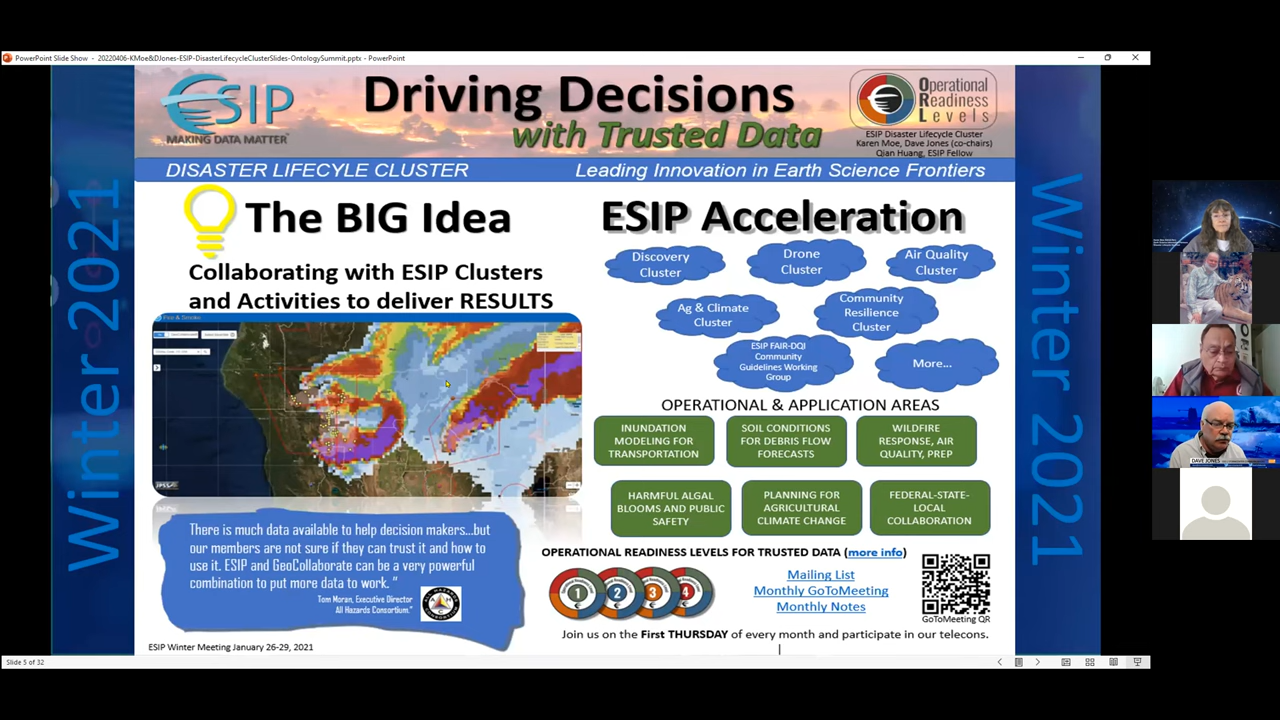 PowerPoint Slide Show - 20220406-KMoe&DJones-ESIP-DisasterLifecycleClusterSlides-OntologySummit.pptx - PowerPoint
ESIP
MAKING DATA MATTER
Driving Decisions
with Trusted Data
Operational
Readiness
Levels
ESIP Disaster Lifecycle Cluster
Karen Moe, Dave Jones (co-chairs)
Qian Huang, ESIP Fellow
DISASTER LIFECYLE CLUSTER
Leading Innovation in Earth Science Frontiers
Winter 2021
The BIG Idea
Collaborating with ESIP Clusters
and Activities to deliver RESULTS
There is much data available to help decision makers...but
our members are not sure if they can trust it and how to
use it. ESIP and GeoCollaborate can be a very powerful
combination to put more data to work. "
Tom Moran, Executive Director
All Hazards Consortium."
ESIP Winter Meeting January 26-29, 2021
ESIP Acceleration
Discovery
Cluster
Drone
Cluster
Air Quality
Cluster
Ag & Climate
Cluster
Community
Resilience
Cluster
ESIP FAIR-DQI
Community
Guidelines Working
Group
More...
OPERATIONAL & APPLICATION AREAS
INUNDATION
MODELING FOR
TRANSPORTATION
SOIL CONDITIONS
FOR DEBRIS FLOW
FORECASTS
WILDFIRE
RESPONSE, AIR
QUALITY, PREP
HARMFUL ALGAL
BLOOMS AND PUBLIC
SAFETY
PLANNING FOR
AGRICULTURAL
CLIMATE CHANGE
FEDERAL-STATE-
LOCAL
COLLABORATION
OPERATIONAL READINESS LEVELS FOR TRUSTED DATA (more info)
1
2
3
4
Mailing List
Monthly GoToMeeting
Monthly Notes
GoToMeeting QR
Join us on the First THURSDAY of every month and participate in our telecons.
Winter 2021
Slide 5 of 32
DAVE JONES